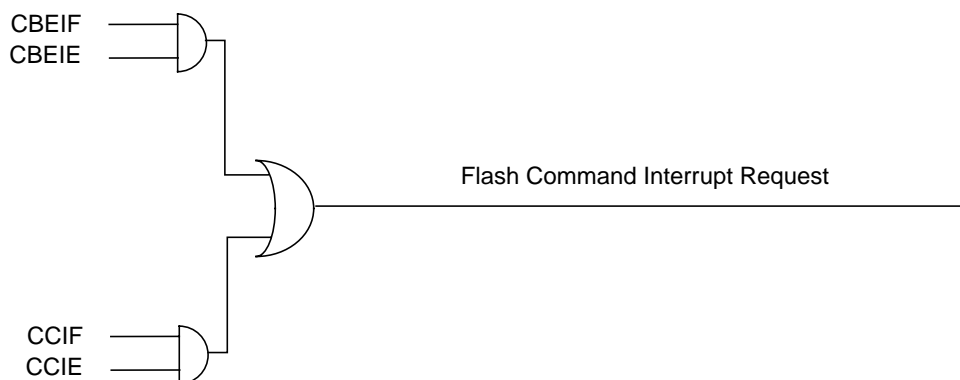 CBEIF
CBEIE
Flash Command Interrupt Request
CCIF
CCIE